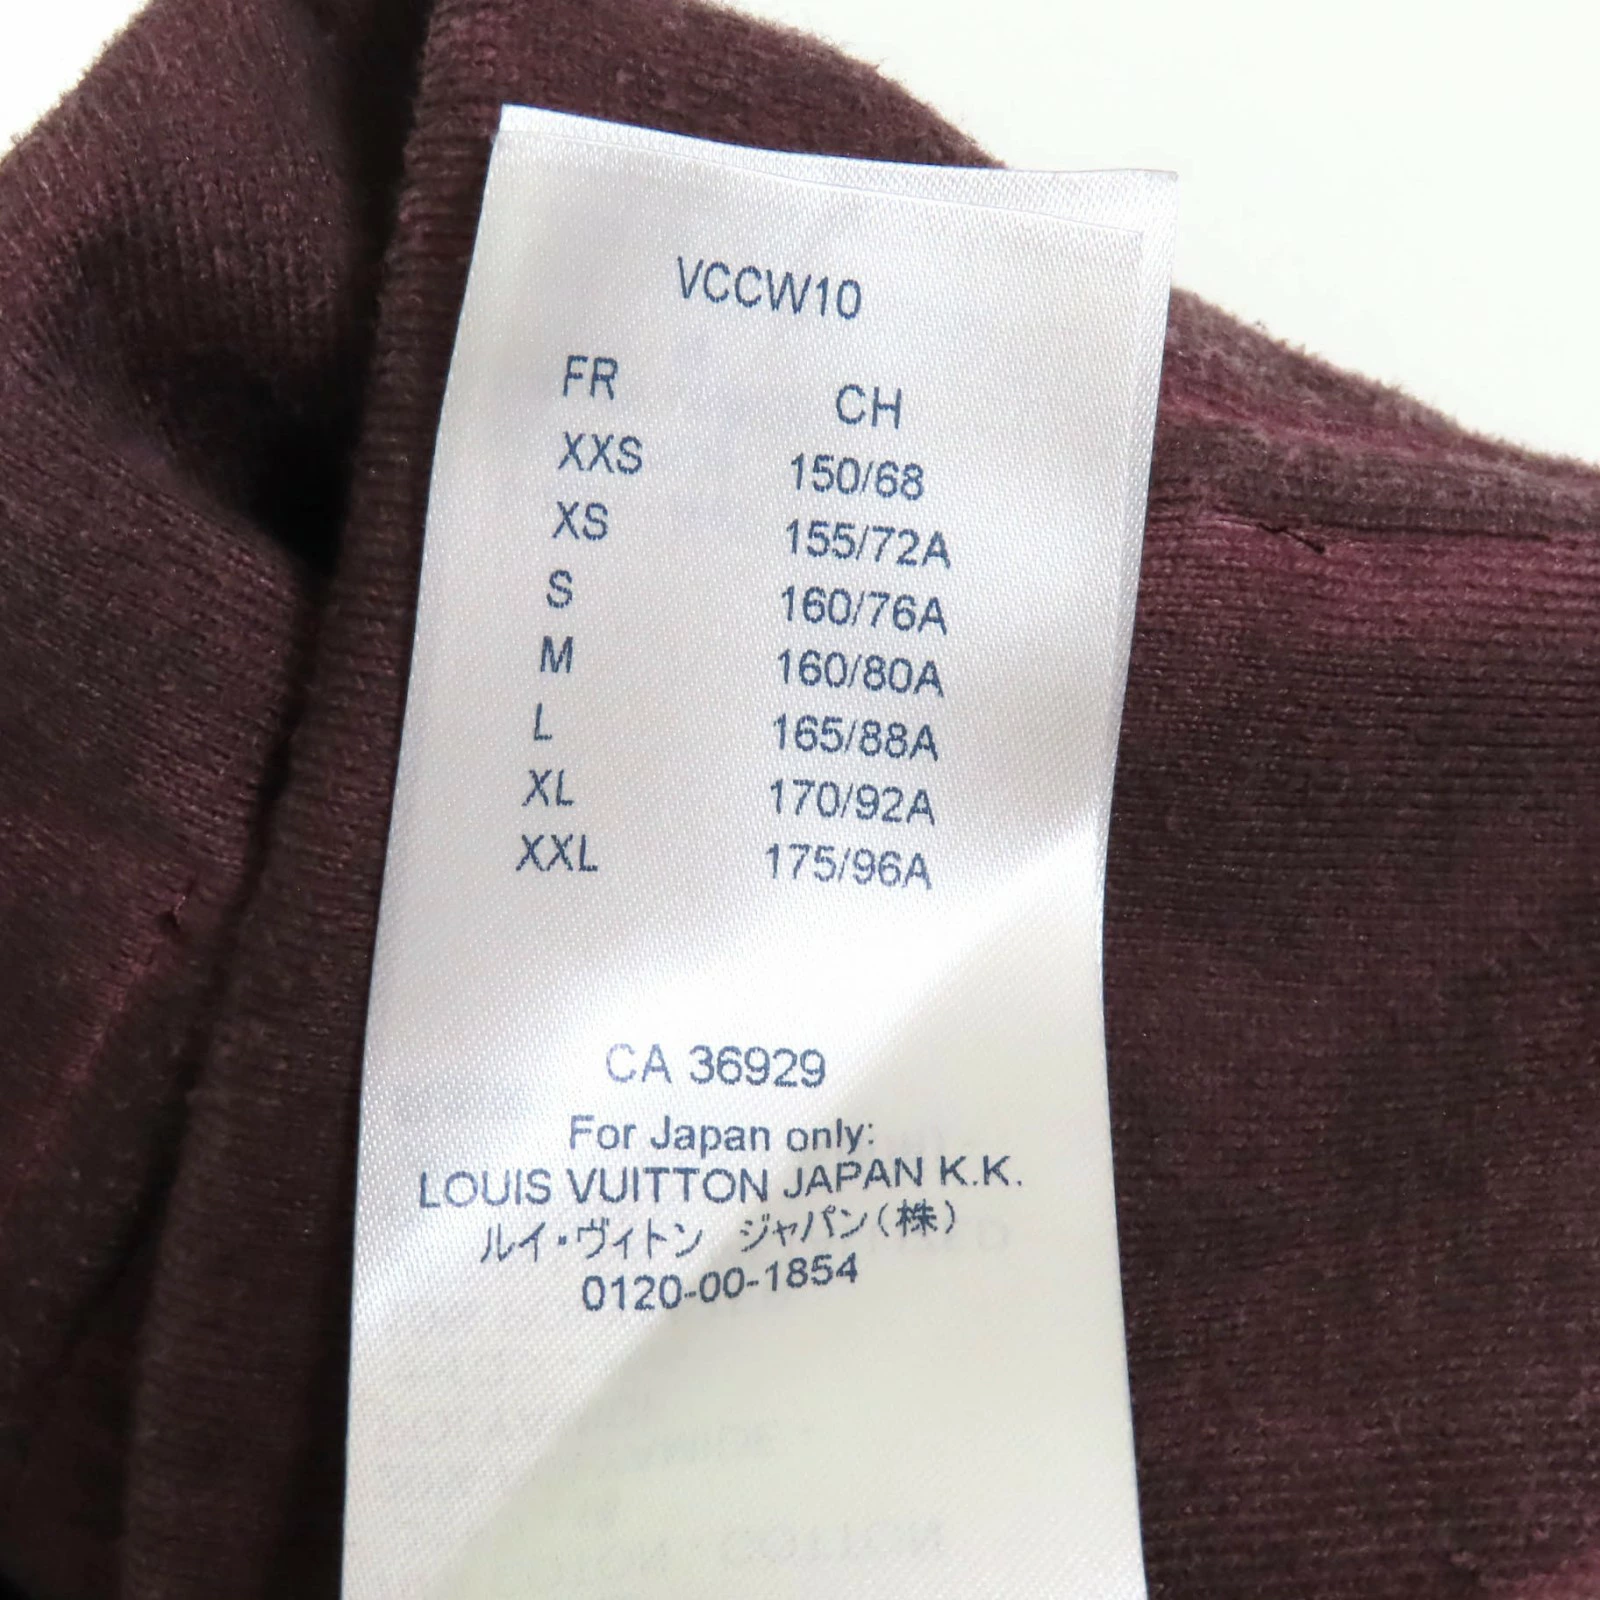 VCCW10
FR CH
XXS 150/68
XS 155/72A
S 160/76A
M 160/80A
L 165/88A
XL 170/92A
XXL 175/96A
CA 36929
For Japan only:
LOUIS VUITTON JAPAN K.K.
ルイ・ヴィトン ジャパン(株)
0120-00-1854